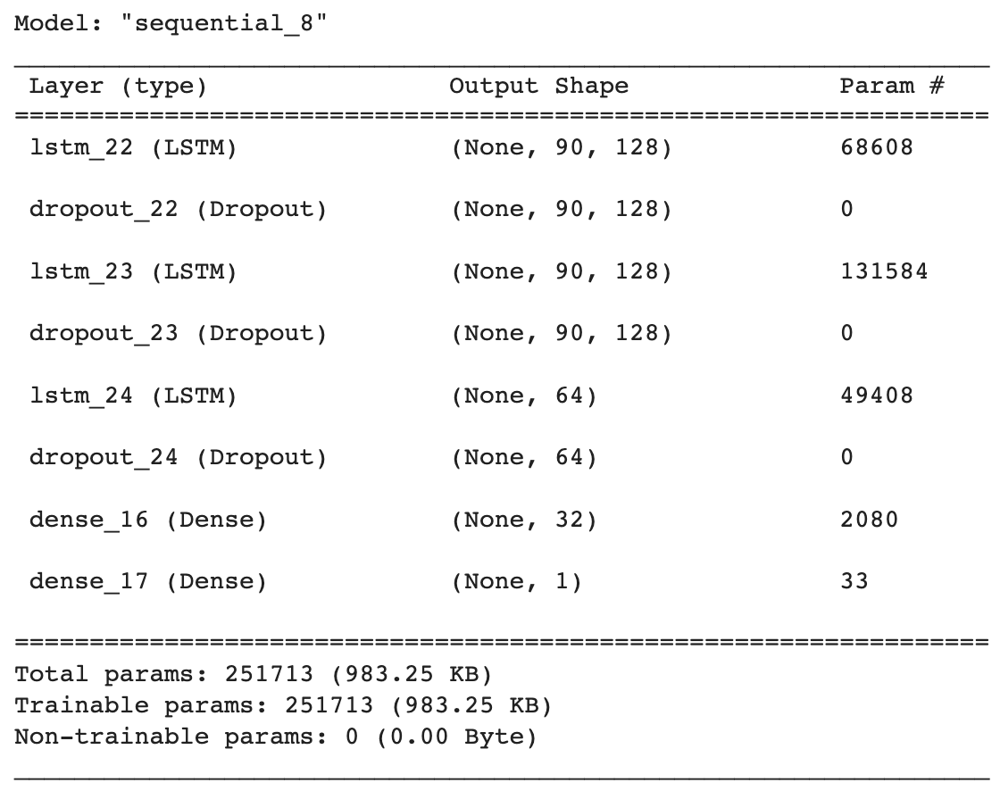 Model: "sequential_8"
Layer (type) Output Shape Param #
lstm_22 (LSTM) (None, 90, 128) 68608
dropout_22 (Dropout) (None, 90, 128) 0
lstm_23 (LSTM) (None, 90, 128) 131584
dropout_23 (Dropout) (None, 90, 128) 0
lstm_24 (LSTM) (None, 64) 49408
dropout_24 (Dropout) (None, 64) 0
dense_16 (Dense) (None, 32) 2080
dense_17 (Dense) (None, 1) 33
Total params: 251713 (983.25 KB)
Trainable params: 251713 (983.25 KB)
Non-trainable params: 0 (0.00 Byte)